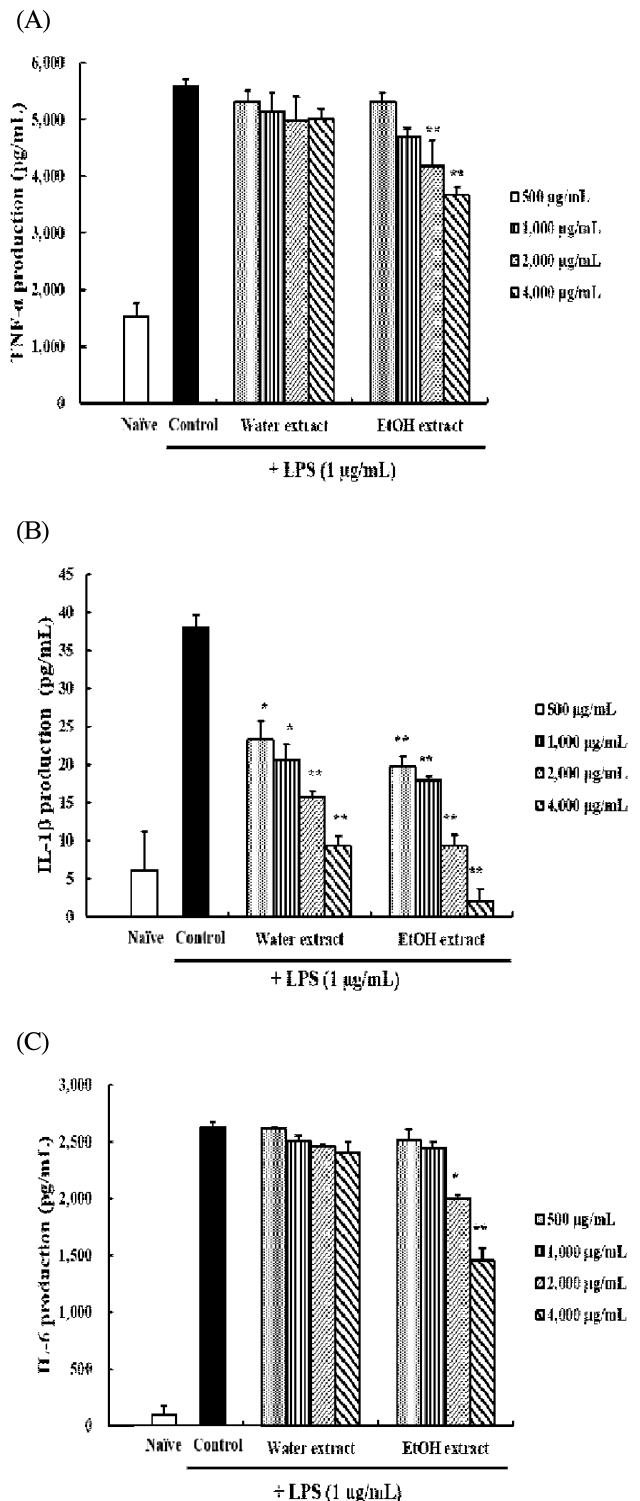 (A)
TNF-α production (pg/mL)
6,000
5,000
4,000
3,000
2,000
1,000
0
** **
500 μg/mL
1,000 μg/mL
2,000 μg/mL
4,000 μg/mL
Naïve Control Water extract EtOH extract
+ LPS (1 μg/mL)
(B)
IL-1β production (pg/mL)
45
40
35
30
25
20
15
10
5
0
* * ** ** ** ** ** **
500 μg/mL
1,000 μg/mL
2,000 μg/mL
4,000 μg/mL
Naïve Control Water extract EtOH extract
+ LPS (1 μg/mL)
(C)
IL-6 production (pg/mL)
3,000
2,500
2,000
1,500
1,000
500
0
* **
500 μg/mL
1,000 μg/mL
2,000 μg/mL
4,000 μg/mL
Naïve Control Water extract EtOH extract
+ LPS (1 μg/mL)